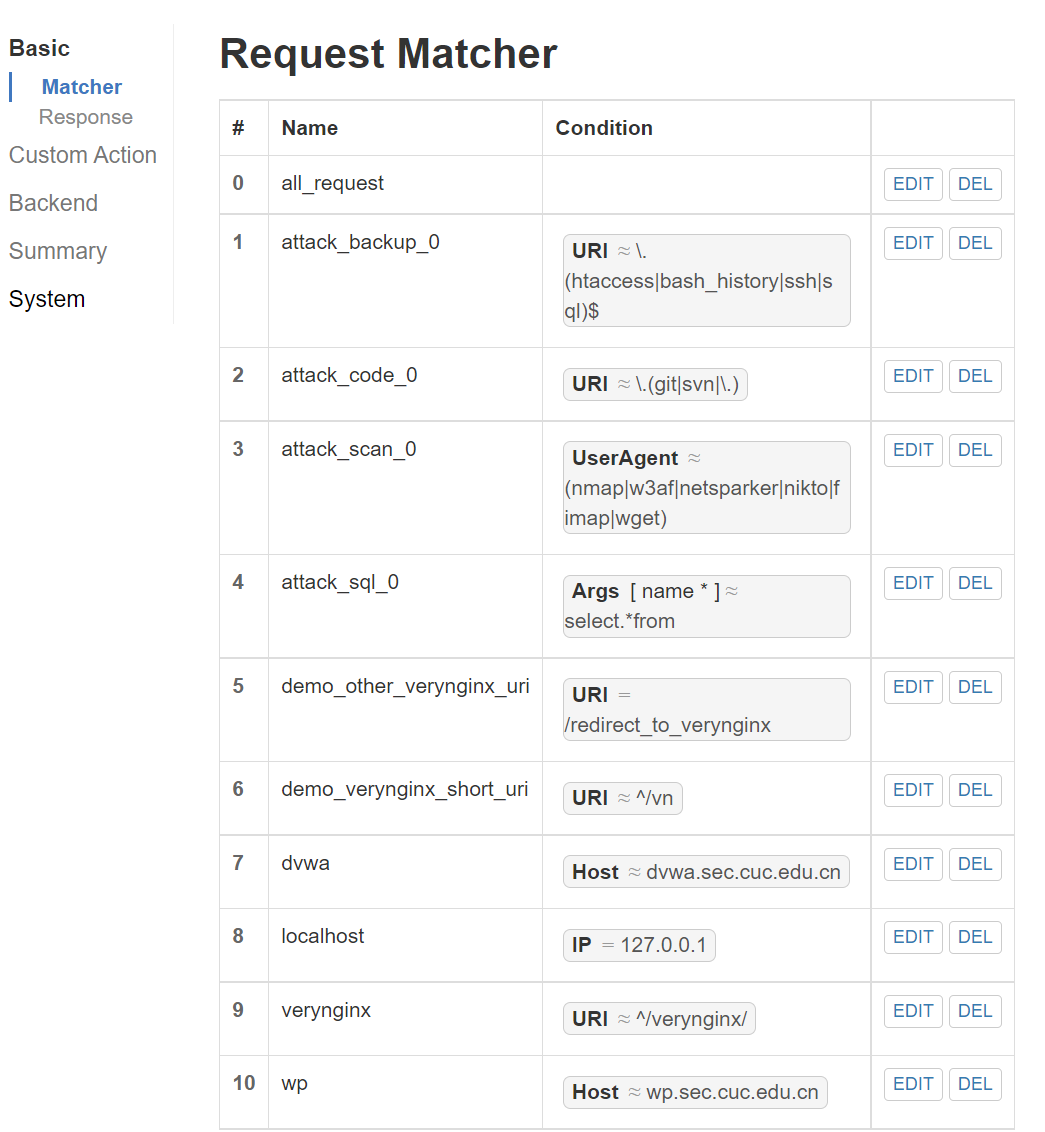 Basic
Matcher
Response
Custom Action
Backend
Summary
System
Request Matcher
# Name Condition
0 all_request EDIT DEL
1 attack_backup_0 URI ≈ \. EDIT DEL
(htaccess|bash_history|ssh|s
ql)$
2 attack_code_0 URI ≈ \.(git|svn|\.) EDIT DEL
3 attack_scan_0 UserAgent ≈ EDIT DEL
(nmap|w3af|netsparker|nikto|f
imap|wget)
4 attack_sql_0 Args [ name * ] ≈ EDIT DEL
select.*from
5 demo_other_verynginx_uri URI = EDIT DEL
/redirect_to_verynginx
6 demo_verynginx_short_uri URI ≈ ^/vn EDIT DEL
7 dvwa Host ≈ dvwa.sec.cuc.edu.cn EDIT DEL
8 localhost IP = 127.0.0.1 EDIT DEL
9 verynginx URI ≈ ^/verynginx/ EDIT DEL
10 wp Host ≈ wp.sec.cuc.edu.cn EDIT DEL